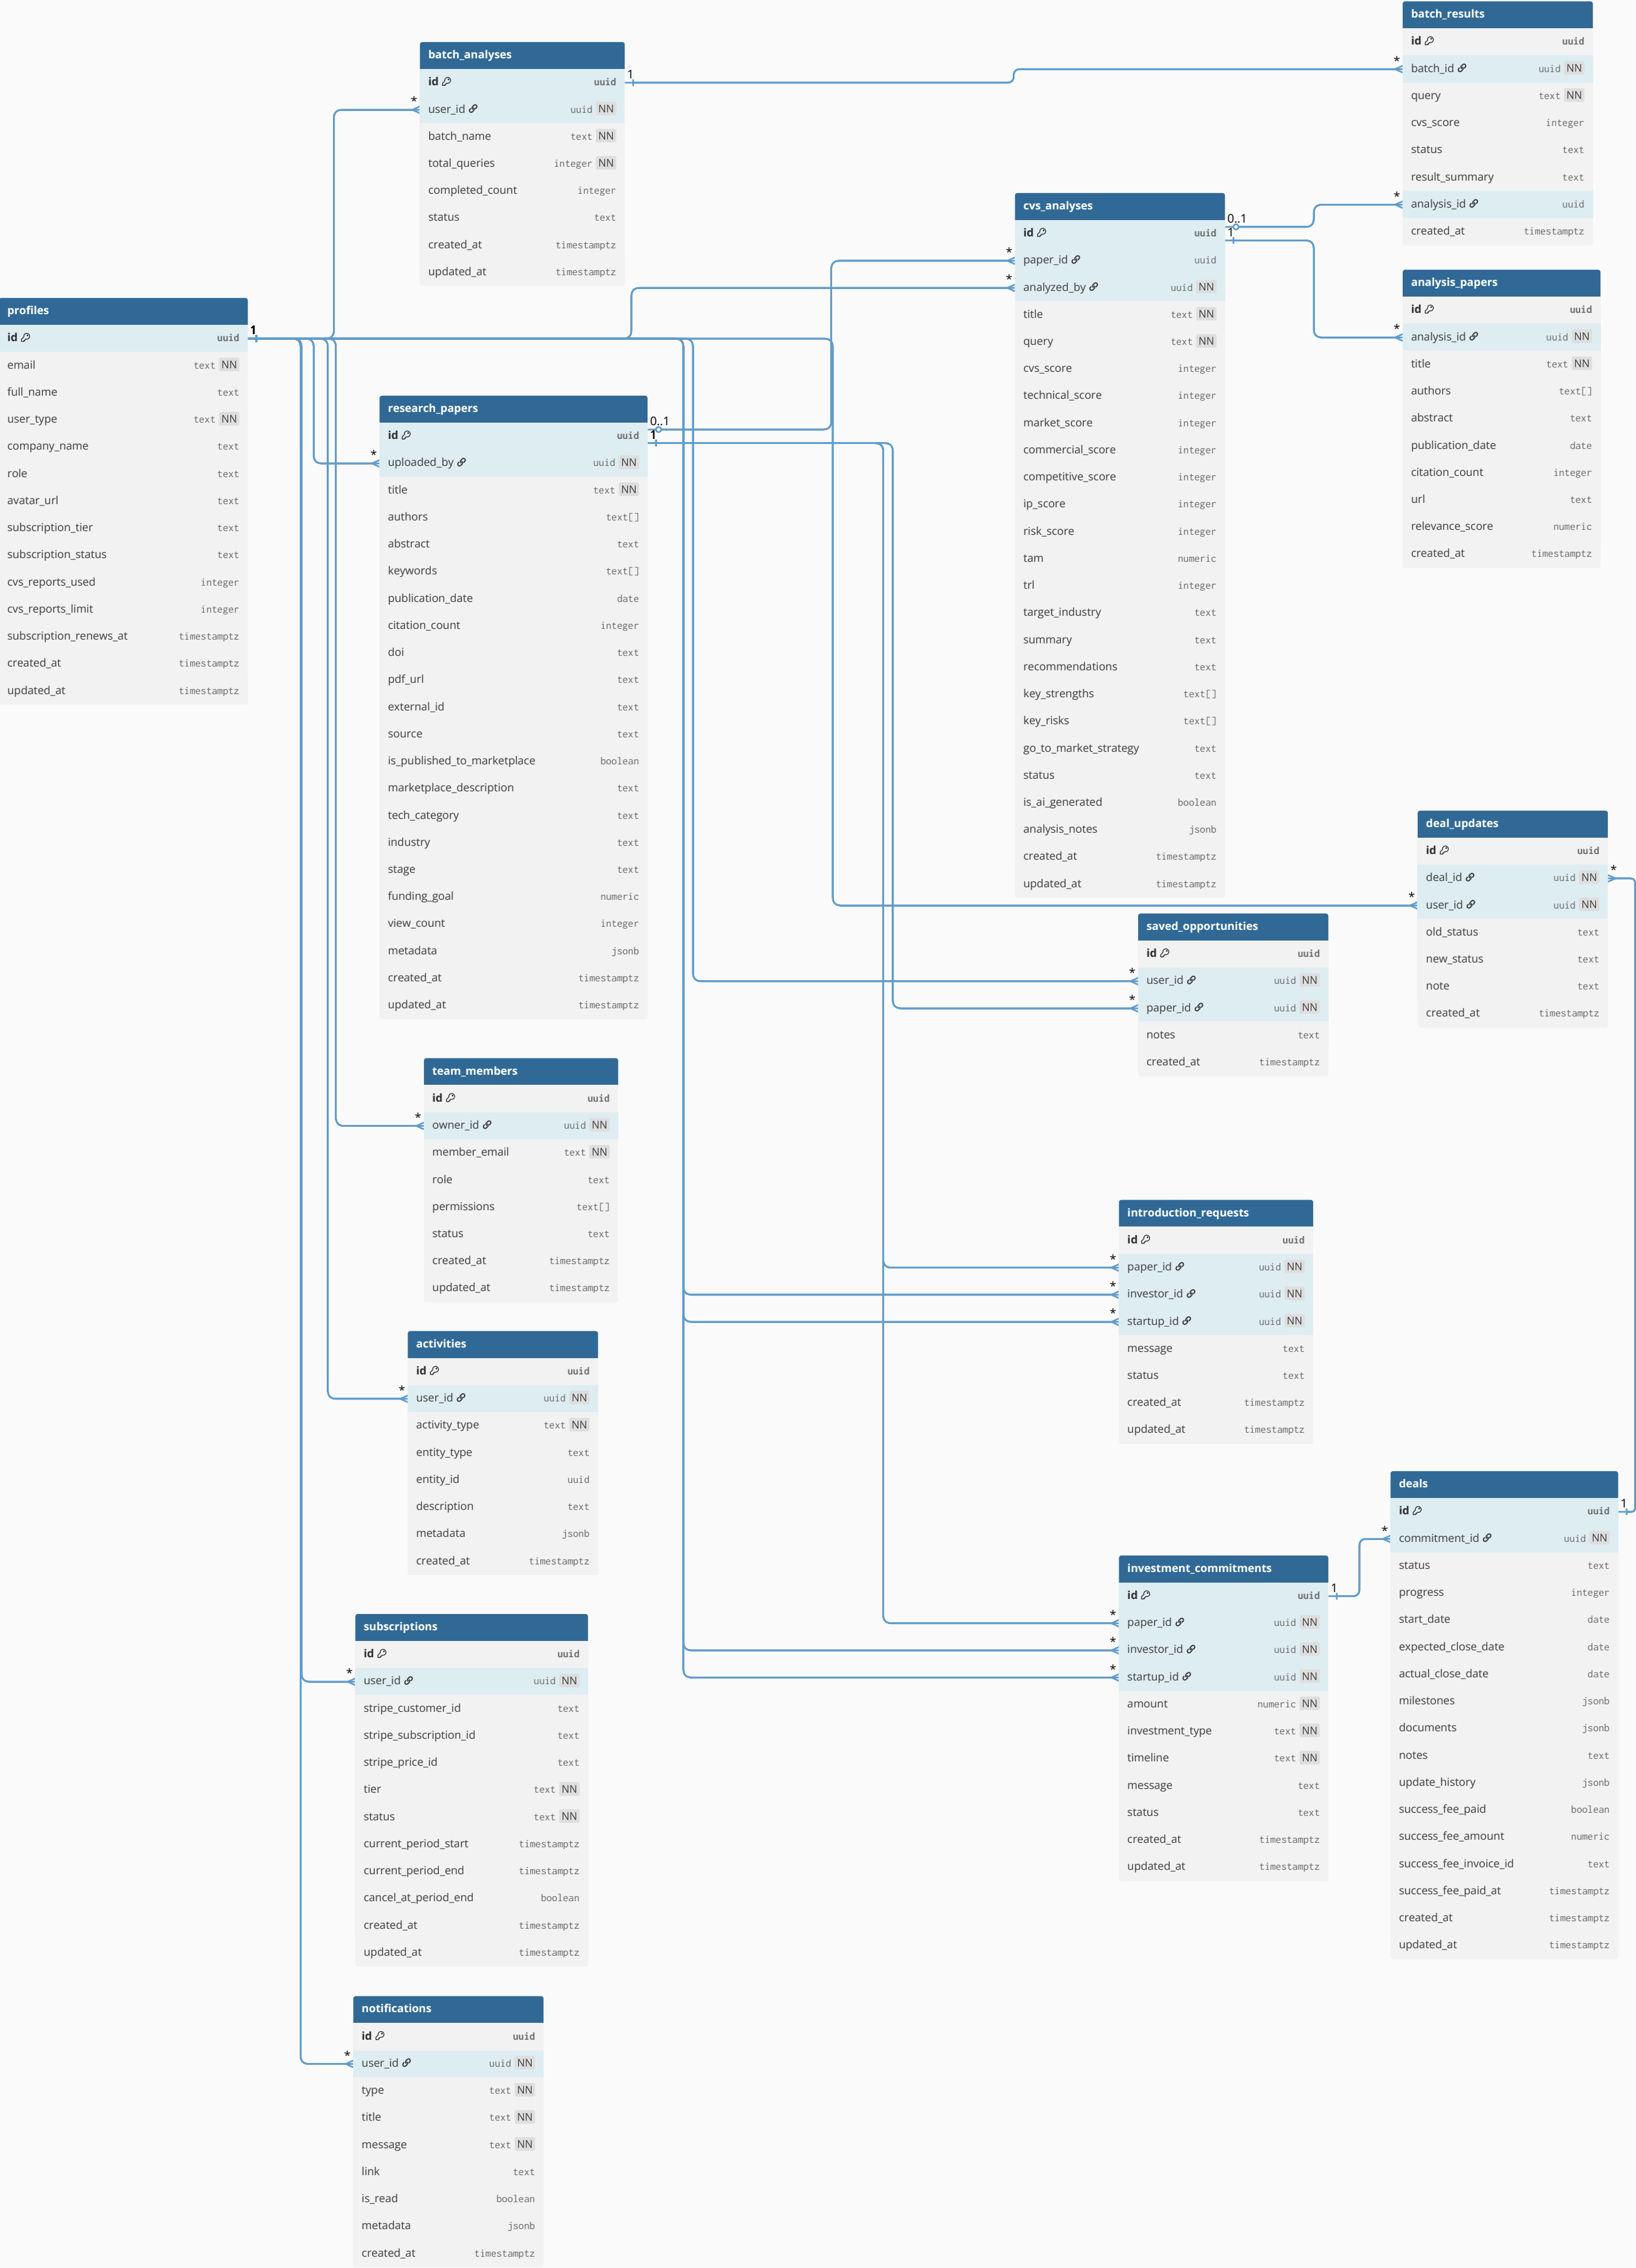 batch_results
id uuid
batch_id uuid NN
query text NN
cvs_score integer
status text
result_summary text
analysis_id uuid
created_at timestamptz
batch_analyses
id uuid
user_id uuid NN
batch_name text NN
total_queries integer NN
completed_count integer
status text
created_at timestamptz
updated_at timestamptz
1
*
*
*
cvs_analyses
id uuid
paper_id uuid
analyzed_by uuid NN
title text NN
query text NN
cvs_score integer
technical_score integer
market_score integer
commercial_score integer
competitive_score integer
ip_score integer
risk_score integer
tam numeric
trl integer
target_industry text
summary text
recommendations text
key_strengths text[]
key_risks text[]
go_to_market_strategy text
status text
is_ai_generated boolean
analysis_notes jsonb
created_at timestamptz
updated_at timestamptz
0..1
1
*
*
*
analysis_papers
id uuid
analysis_id uuid NN
title text NN
authors text[]
abstract text
publication_date date
citation_count integer
url text
relevance_score numeric
created_at timestamptz
profiles
id uuid
email text NN
full_name text
user_type text NN
company_name text
role text
avatar_url text
subscription_tier text
subscription_status text
cvs_reports_used integer
cvs_reports_limit integer
subscription_renews_at timestamptz
created_at timestamptz
updated_at timestamptz
1
research_papers
id uuid
uploaded_by uuid NN
title text NN
authors text[]
abstract text
keywords text[]
publication_date date
citation_count integer
doi text
pdf_url text
external_id text
source text
is_published_to_marketplace boolean
marketplace_description text
tech_category text
industry text
stage text
funding_goal numeric
view_count integer
metadata jsonb
created_at timestamptz
updated_at timestamptz
0..1
1
*
deal_updates
id uuid
deal_id uuid NN
user_id uuid NN
old_status text
new_status text
note text
created_at timestamptz
*
*
saved_opportunities
id uuid
user_id uuid NN
paper_id uuid NN
notes text
created_at timestamptz
*
*
team_members
id uuid
owner_id uuid NN
member_email text NN
role text
permissions text[]
status text
created_at timestamptz
updated_at timestamptz
*
introduction_requests
id uuid
paper_id uuid NN
investor_id uuid NN
startup_id uuid NN
message text
status text
created_at timestamptz
updated_at timestamptz
*
*
*
activities
id uuid
user_id uuid NN
activity_type text NN
entity_type text
entity_id uuid
description text
metadata jsonb
created_at timestamptz
*
deals
id uuid
commitment_id uuid NN
status text
progress integer
start_date date
expected_close_date date
actual_close_date date
milestones jsonb
documents jsonb
notes text
update_history jsonb
success_fee_paid boolean
success_fee_amount numeric
success_fee_invoice_id text
success_fee_paid_at timestamptz
created_at timestamptz
updated_at timestamptz
1
*
investment_commitments
id uuid
paper_id uuid NN
investor_id uuid NN
startup_id uuid NN
amount numeric NN
investment_type text NN
timeline text NN
message text
status text
created_at timestamptz
updated_at timestamptz
1
*
*
*
subscriptions
id uuid
user_id uuid NN
stripe_customer_id text
stripe_subscription_id text
stripe_price_id text
tier text NN
status text NN
current_period_start timestamptz
current_period_end timestamptz
cancel_at_period_end boolean
created_at timestamptz
updated_at timestamptz
*
notifications
id uuid
user_id uuid NN
type text NN
title text NN
message text NN
link text
is_read boolean
metadata jsonb
created_at timestamptz
*